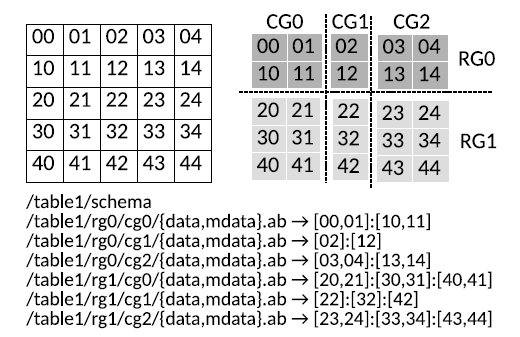 CG0 CG1 CG2
00 01 02 03 04
10 11 12 13 14
20 21 22 23 24
30 31 32 33 34
40 41 42 43 44
00 01 02 03 04
10 11 12 13 14
RG0
20 21 22 23 24
30 31 32 33 34
40 41 42 43 44
RG1
/table1/schema
/table1/rg0/cg0/{data,mdata}.ab → [00,01]:[10,11]
/table1/rg0/cg1/{data,mdata}.ab → [02]:[12]
/table1/rg0/cg2/{data,mdata}.ab → [03,04]:[13,14]
/table1/rg1/cg0/{data,mdata}.ab → [20,21]:[30,31]:[40,41]
/table1/rg1/cg1/{data,mdata}.ab → [22]:[32]:[42]
/table1/rg1/cg2/{data,mdata}.ab → [23,24]:[33,34]:[43,44]